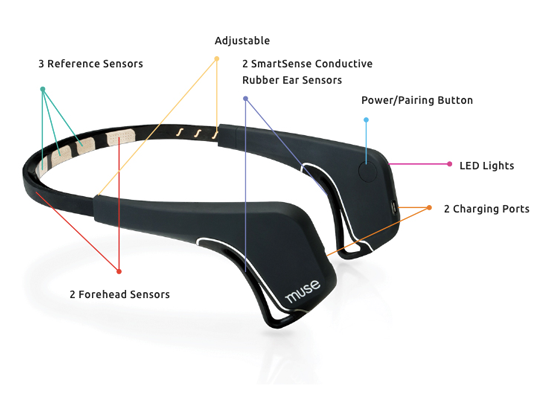 Adjustable
3 Reference Sensors
2 SmartSense Conductive
Rubber Ear Sensors
Power/Pairing Button
LED Lights
2 Charging Ports
2 Forehead Sensors
muse